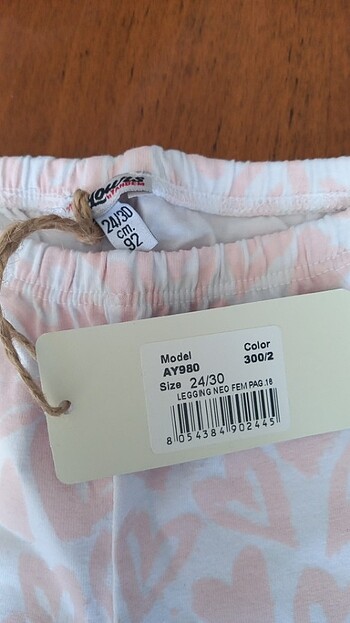 24/30
cm.
92
Model
AY980
Color
300/2
Size 24/30
LEGGING NEO FEM PAG.16
8 054384 902445